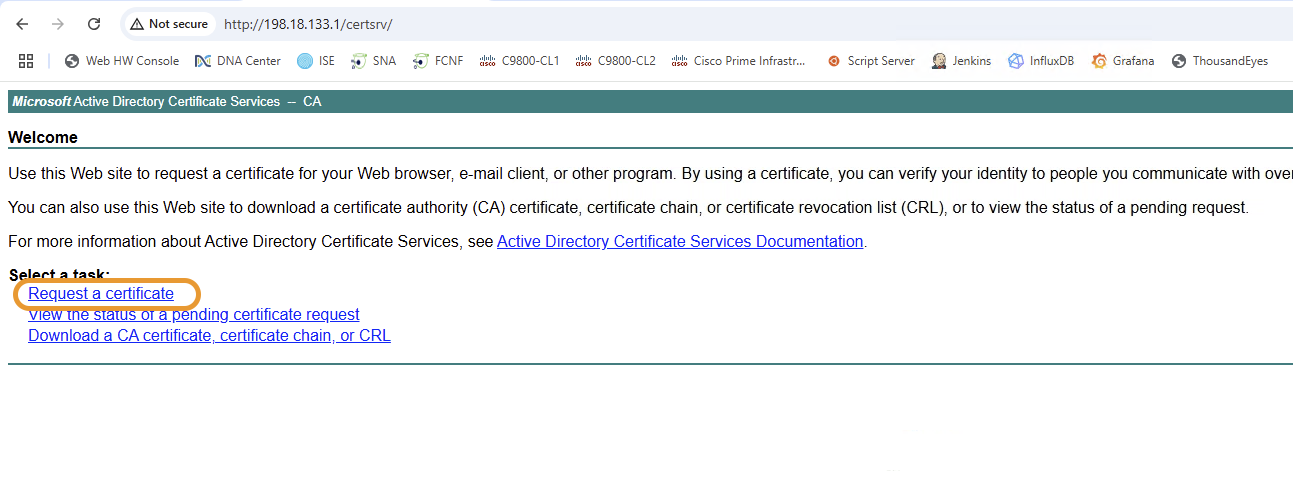 Not secure http://198.18.133.1/certsrv/
Web HW Console DNA Center ISE SNA FCNF C9800-CL1 C9800-CL2 Cisco Prime Infrastr... Script Server Jenkins InfluxDB Grafana ThousandEyes
Microsoft Active Directory Certificate Services -- CA
Welcome
Use this Web site to request a certificate for your Web browser, e-mail client, or other program. By using a certificate, you can verify your identity to people you communicate with over
You can also use this Web site to download a certificate authority (CA) certificate, certificate chain, or certificate revocation list (CRL), or to view the status of a pending request.
For more information about Active Directory Certificate Services, see Active Directory Certificate Services Documentation.
Select a task:
Request a certificate
View the status of a pending certificate request
Download a CA certificate, certificate chain, or CRL